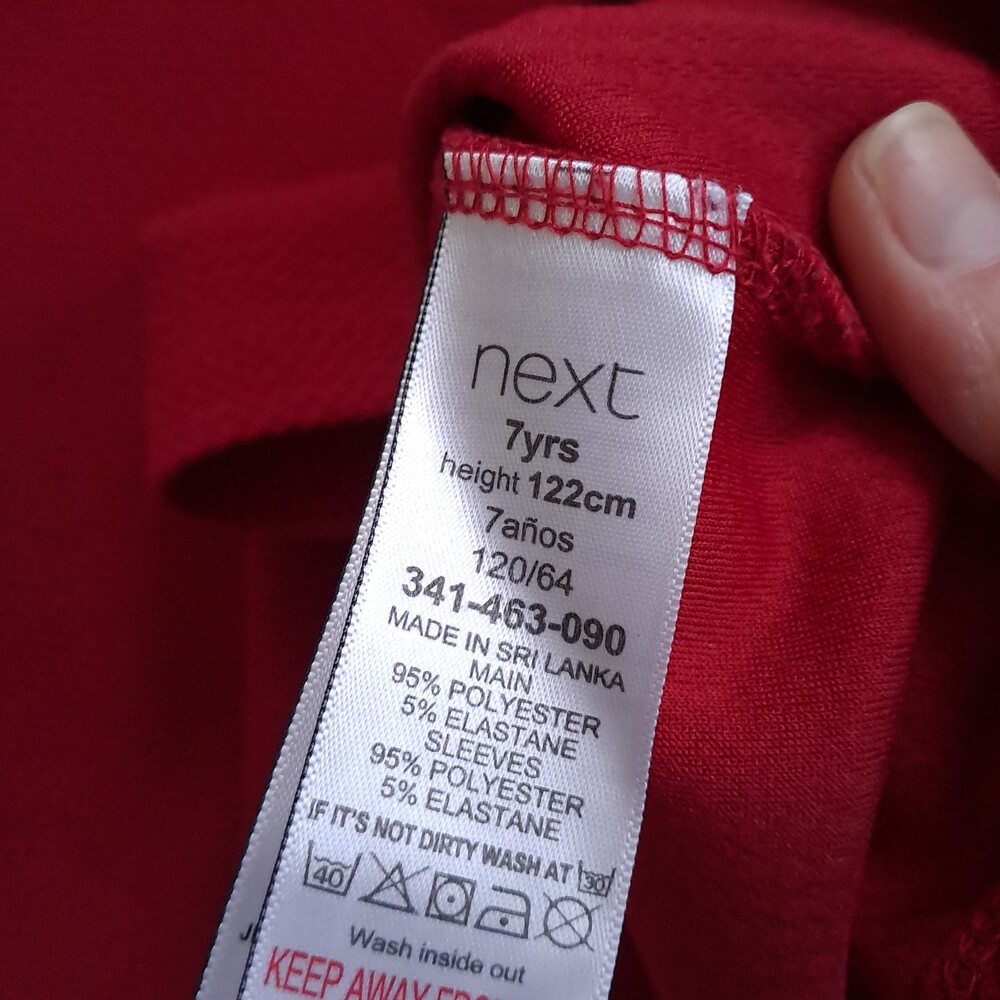 next
7yrs
height 122cm
7años
120/64
341-463-090
MADE IN SRI LANKA
MAIN
95% POLYESTER
5% ELASTANE
SLEEVES
95% POLYESTER
5% ELASTANE
IF IT'S NOT DIRTY WASH AT 30
40
Wash inside out
KEEP AWAY